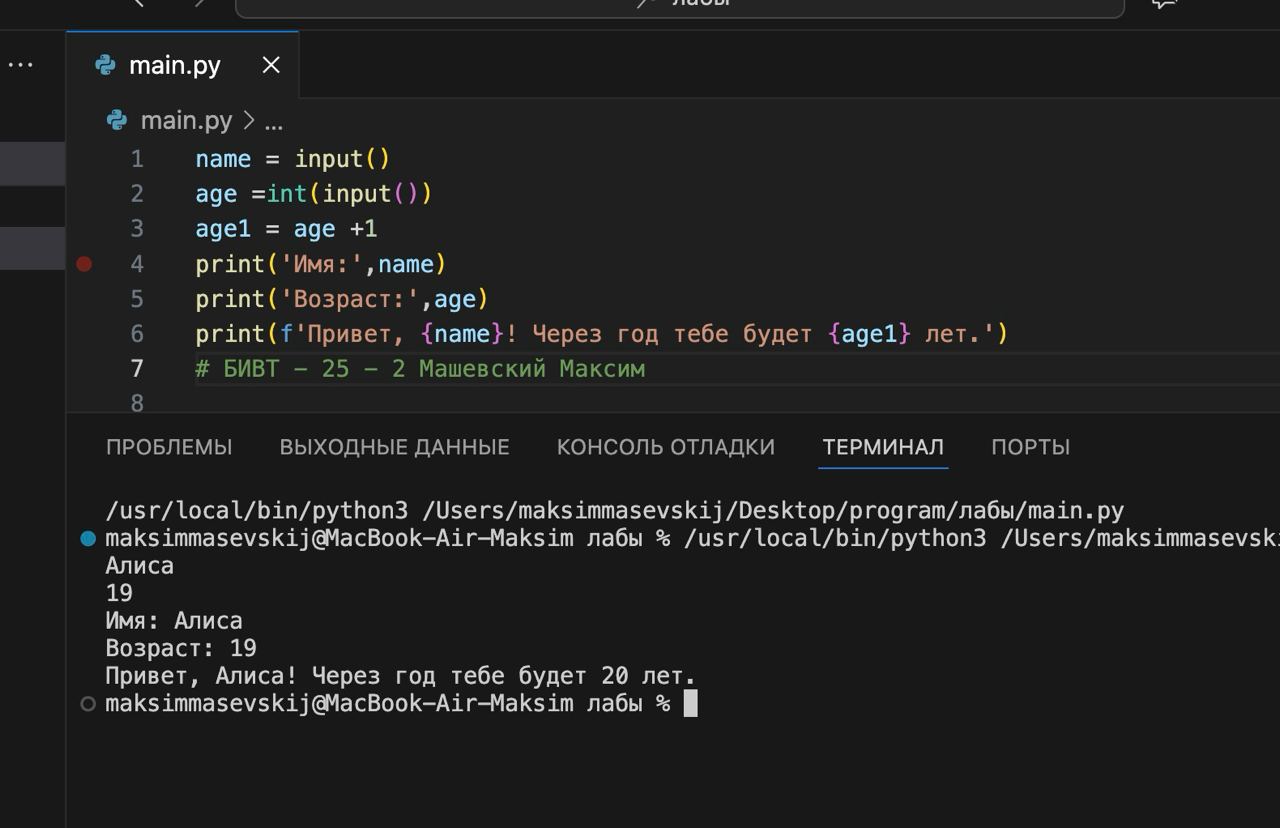 лабы
main.py
main.py > ...
1 name = input()
2 age =int(input())
3 age1 = age +1
4 print('Имя:',name)
5 print('Возраст:',age)
6 print(f'Привет, {name}! Через год тебе будет {age1} лет.')
7 # БИВТ - 25 - 2 Машевский Максим
8
ПРОБЛЕМЫ ВЫХОДНЫЕ ДАННЫЕ КОНСОЛЬ ОТЛАДКИ ТЕРМИНАЛ ПОРТЫ
/usr/local/bin/python3 /Users/maksimmasevskij/Desktop/program/лабы/main.py
maksimmasevskij@MacBook-Air-Maksim лабы % /usr/local/bin/python3 /Users/maksimmasevski
Алиса
19
Имя: Алиса
Возраст: 19
Привет, Алиса! Через год тебе будет 20 лет.
maksimmasevskij@MacBook-Air-Maksim лабы %